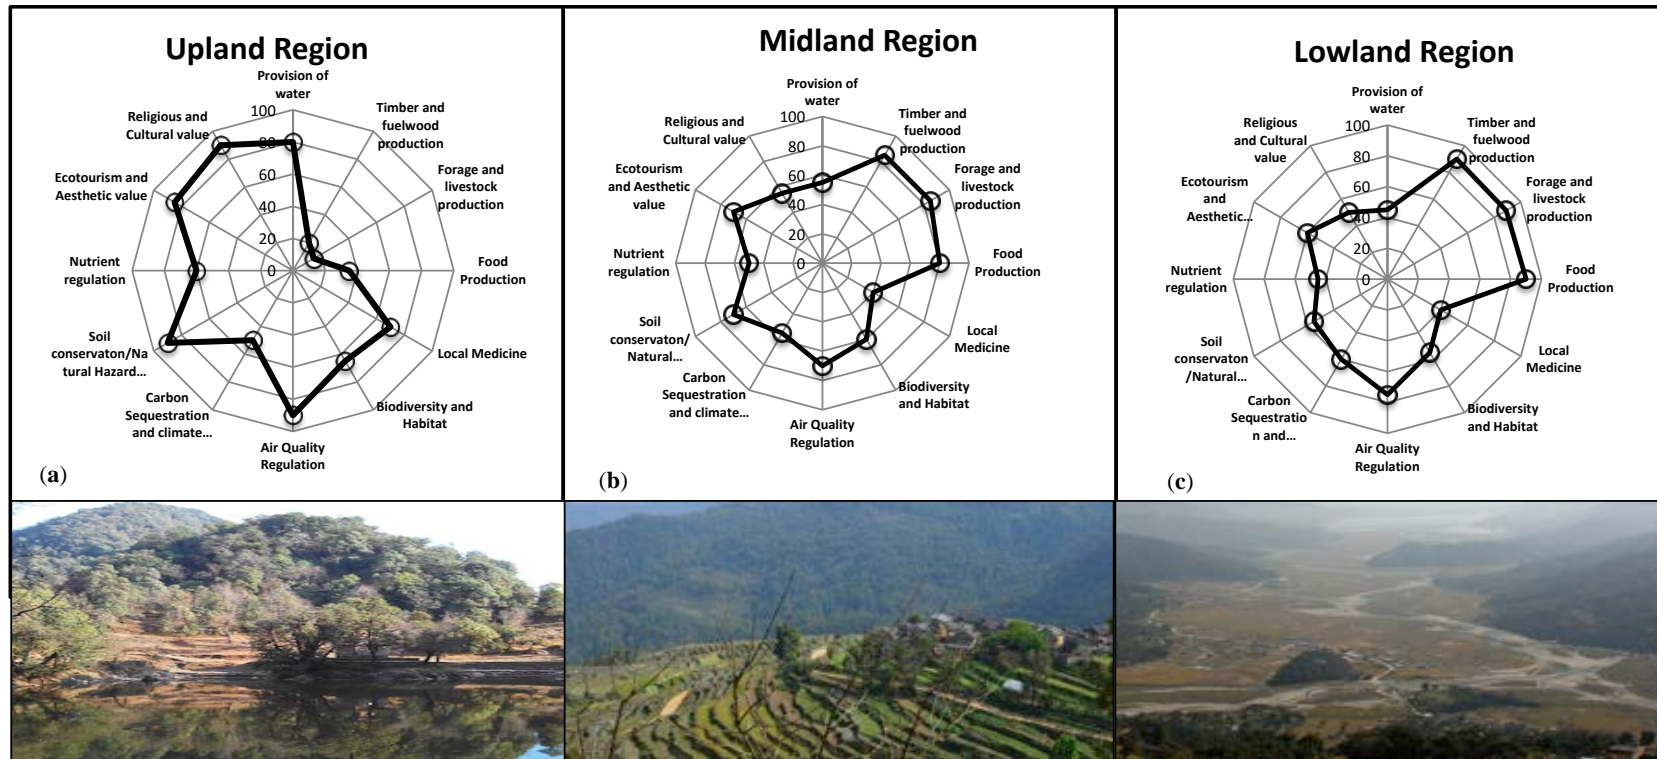 Upland Region
Provision of
water
Timber and
fuelwood
production
Forage and
livestock
production
Food
Production
Local Medicine
Biodiversity and
Habitat
Air Quality
Regulation
Carbon
Sequestration
and climate...
Soil
conservaton/Na
tural Hazard...
Nutrient
regulation
Ecotourism and
Aesthetic value
Religious and
Cultural value
100
80
60
40
20
0
(a)
Midland Region
Provision of
water
Timber and
fuelwood
production
Forage and
livestock
production
Food
Production
Local
Medicine
Biodiversity
and Habitat
Air Quality
Regulation
Carbon
Sequestration
and climate...
Soil
conservaton/
Natural...
Nutrient
regulation
Ecotourism
and Aesthetic
value
Religious and
Cultural value
100
80
60
40
20
0
(b)
Lowland Region
Provision of
water
Timber and
fuelwood
production
Forage and
livestock
production
Food
Production
Local
Medicine
Biodiversity
and Habitat
Air Quality
Regulation
Carbon
Sequestratio
n and...
Soil
conservaton
/Natural...
Nutrient
regulation
Ecotourism
and
Aesthetic...
Religious
and Cultural
value
100
80
60
40
20
0
(c)